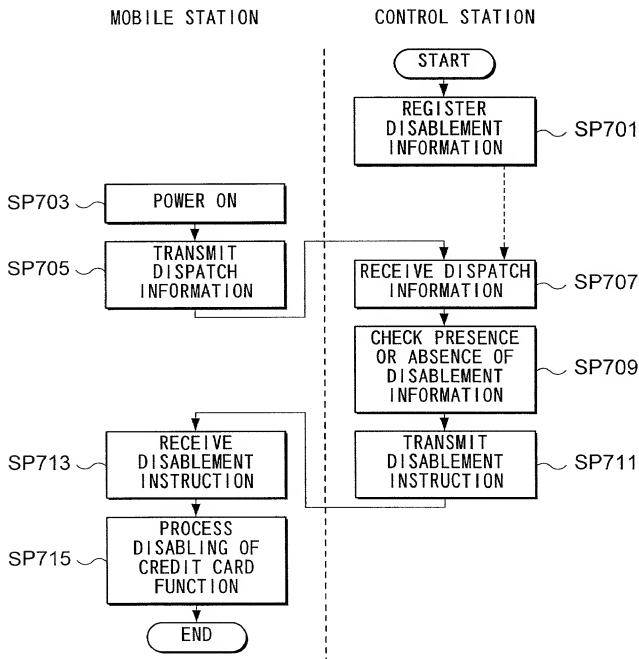 MOBILE STATION
CONTROL STATION
START
REGISTER
DISABLEMENT
INFORMATION
SP701
SP703
POWER ON
SP705
TRANSMIT
DISPATCH
INFORMATION
RECEIVE DISPATCH
INFORMATION
SP707
CHECK PRESENCE
OR ABSENCE OF
DISABLEMENT
INFORMATION
SP709
TRANSMIT
DISABLEMENT
INSTRUCTION
SP711
SP713
RECEIVE
DISABLEMENT
INSTRUCTION
SP715
PROCESS
DISABLING OF
CREDIT CARD
FUNCTION
END